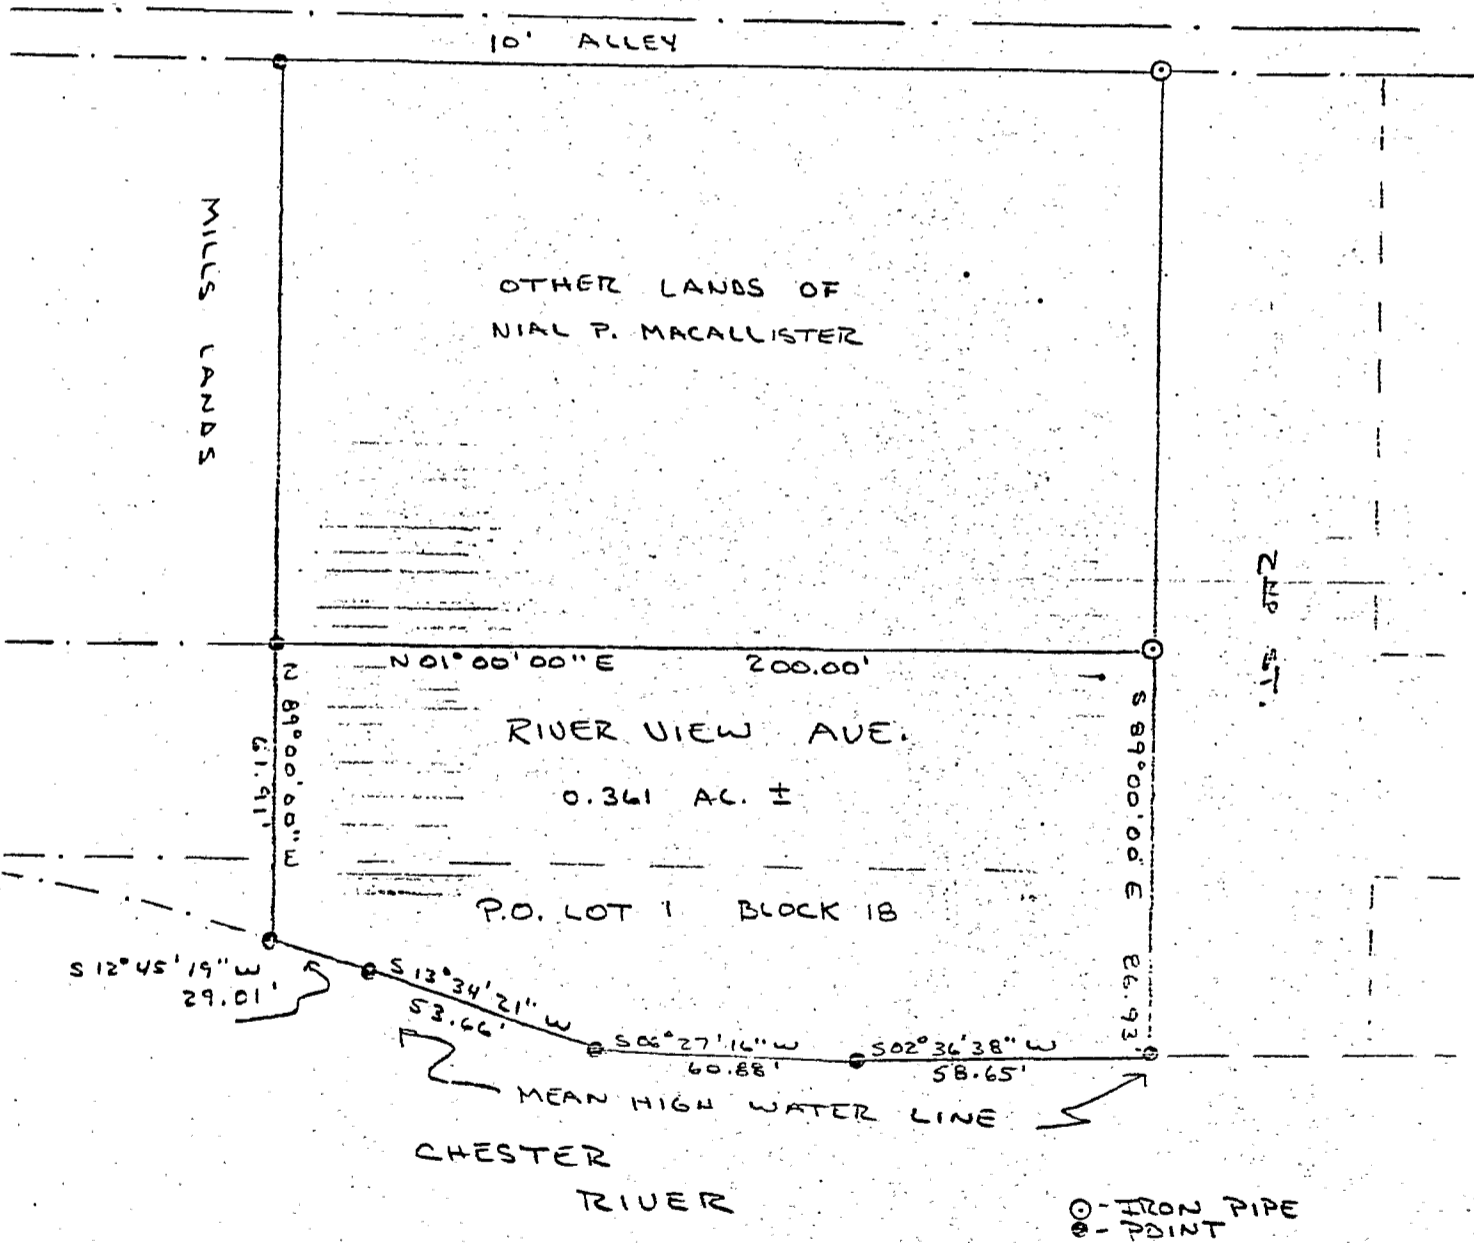 10' ALLEY
MILLS LANDS
OTHER LANDS OF
NIAL P. MACALLISTER
2ND ST.
N 01°00'00" E 200.00'
N 89°00'00" W
61.91'
RIVER VIEW AVE.
0.361 AC. ±
S 89°00'00 E 86.93'
P.O. LOT 1 BLOCK 18
S 12°45'19" W
29.01'
S 13°34'21" W
53.66'
S 06°27'16" W
60.88'
S 02°36'38" W
58.65'
MEAN HIGH WATER LINE
CHESTER
RIVER
⊙ - IRON PIPE
● - POINT